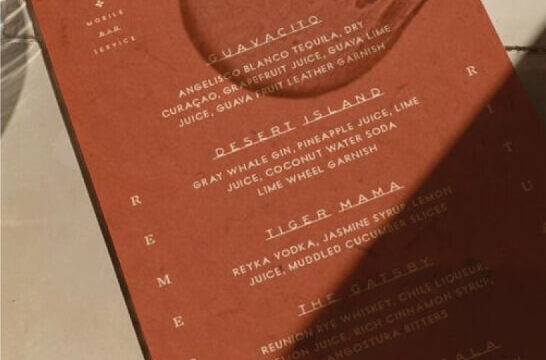 MOBILE
BAR
SERVICE
GUAVACITO
ANGELISCO BLANCO TEQUILA, DRY
CURAÇAO, GRAPEFRUIT JUICE, GUAVA LIME
JUICE, GUAVA FRUIT LEATHER GARNISH
DESERT ISLAND
GRAY WHALE GIN, PINEAPPLE JUICE, LIME
JUICE, COCONUT WATER SODA
LIME WHEEL GARNISH
TIGER MAMA
REYKA VODKA, JASMINE SYRUP, LEMON
JUICE, MUDDLED CUCUMBER SLICES
THE GATSBY
REUNION RYE WHISKEY, CHILE LIQUEUR,
JUICE, RICH CINNAMON SYRUP,
ANGOSTURA BITTERS
R
E
M
E
R
I
T
U